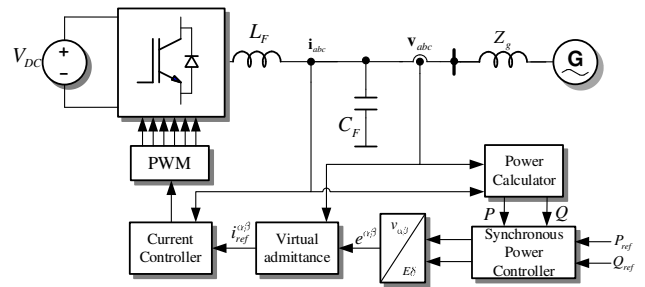 L_F
i_abc
v_abc
Z_g
V_DC
G
C_F
PWM
Power
Calculator
P
Q
Current
Controller
i_ref^αβ
Virtual
admittance
e^αβ
v_αβ
Eδ
Synchronous
Power
Controller
P_ref
Q_ref